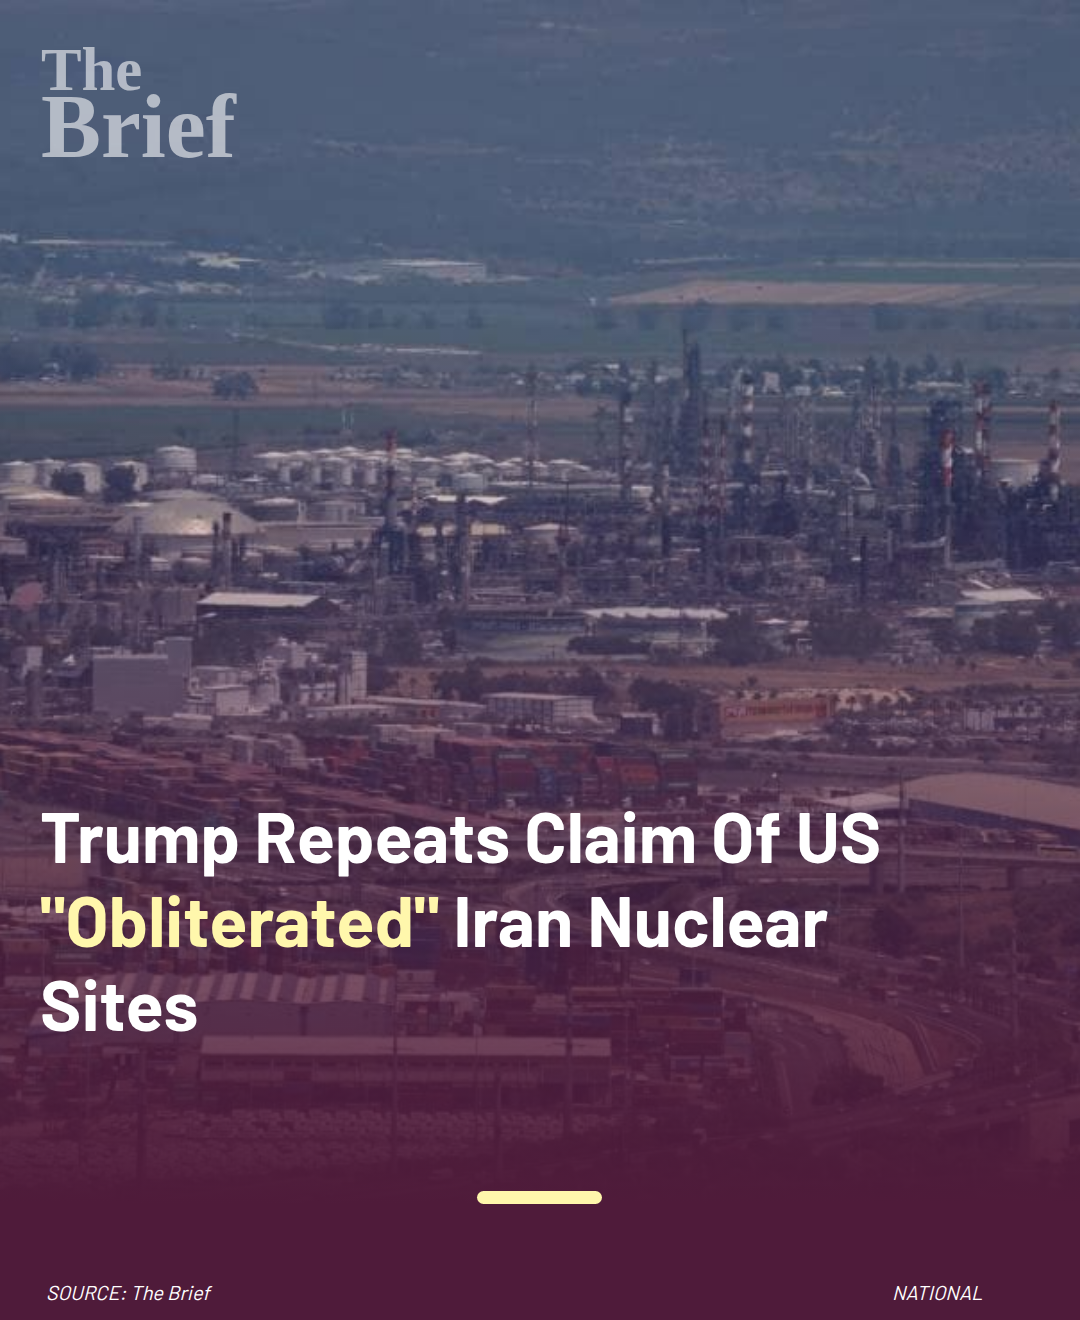 The
Brief
Trump Repeats Claim Of US
"Obliterated" Iran Nuclear
Sites
SOURCE: The Brief
NATIONAL